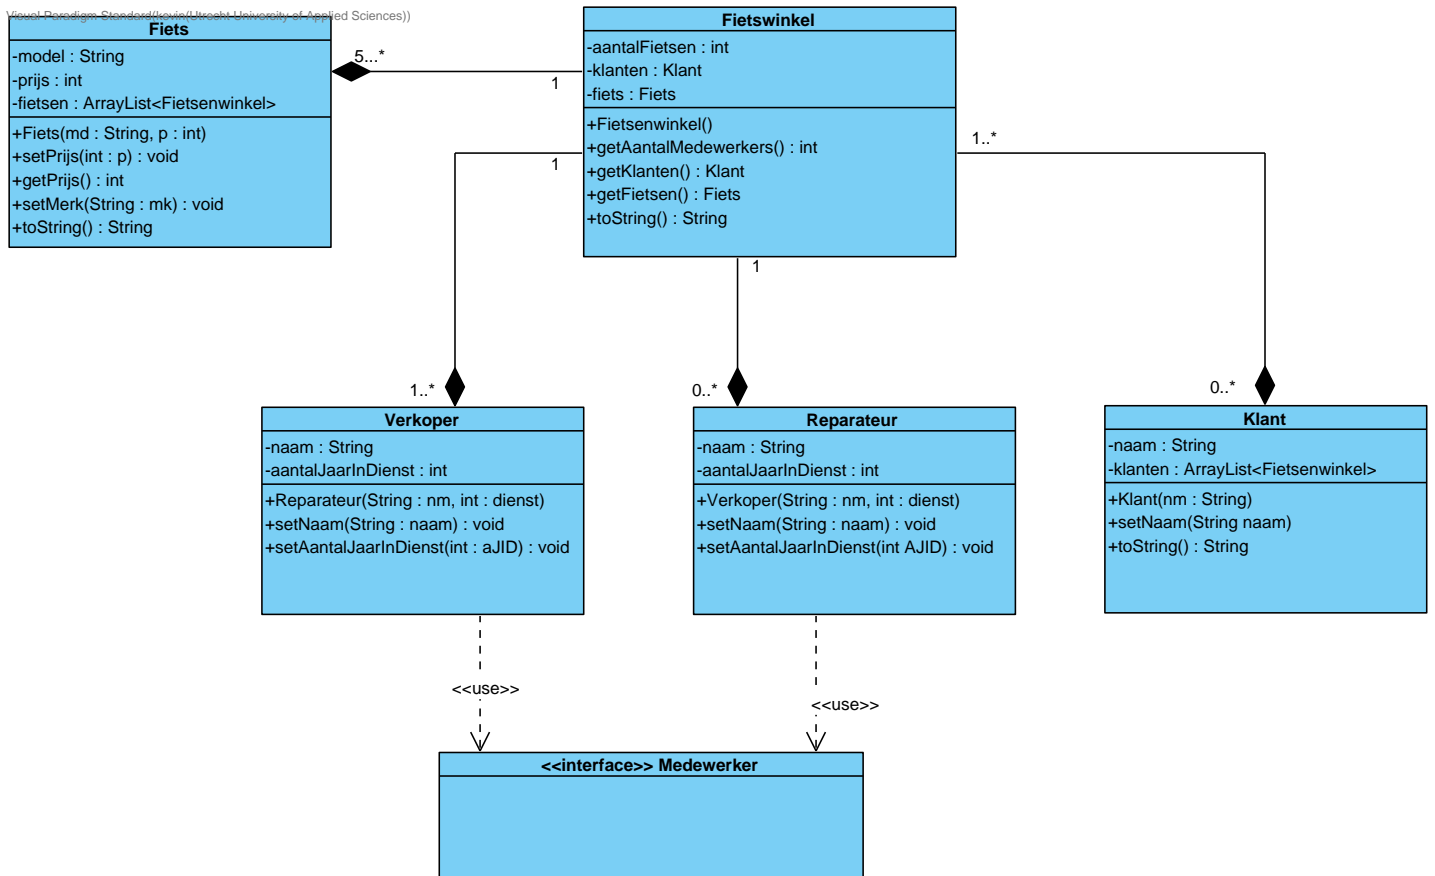 Visual Paradigm Standard(kevin(Utrecht University of Applied Sciences))
Fiets
-model : String
-prijs : int
-fietsen : ArrayList<Fietsenwinkel>
+Fiets(md : String, p : int)
+setPrijs(int : p) : void
+getPrijs() : int
+setMerk(String : mk) : void
+toString() : String
5...*
1
Fietswinkel
-aantalFietsen : int
-klanten : Klant
-fiets : Fiets
+Fietsenwinkel()
+getAantalMedewerkers() : int
+getKlanten() : Klant
+getFietsen() : Fiets
+toString() : String
1
1..*
1
1..*
0..*
0..*
Verkoper
-naam : String
-aantalJaarInDienst : int
+Reparateur(String : nm, int : dienst)
+setNaam(String : naam) : void
+setAantalJaarInDienst(int : aJID) : void
Reparateur
-naam : String
-aantalJaarInDienst : int
+Verkoper(String : nm, int : dienst)
+setNaam(String : naam) : void
+setAantalJaarInDienst(int AJID) : void
Klant
-naam : String
-klanten : ArrayList<Fietsenwinkel>
+Klant(nm : String)
+setNaam(String naam)
+toString() : String
<<use>>
<<use>>
<<interface>> Medewerker